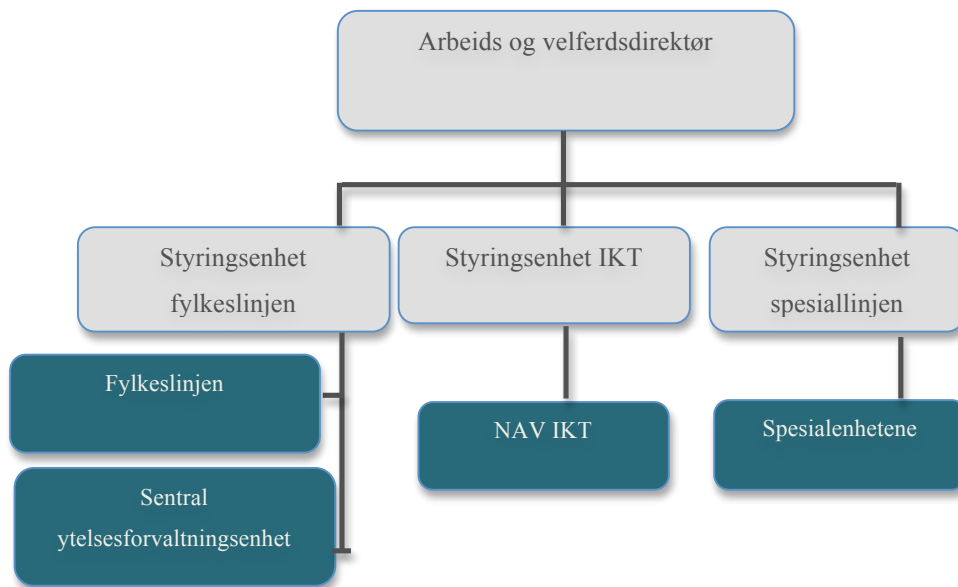 Arbeids og velferdsdirektør
Styringsenhet
fylkeslinjen
Styringsenhet IKT
Styringsenhet
spesiallinjen
Fylkeslinjen
NAV IKT
Spesialenhetene
Sentral
ytelsesforvaltningsenhet